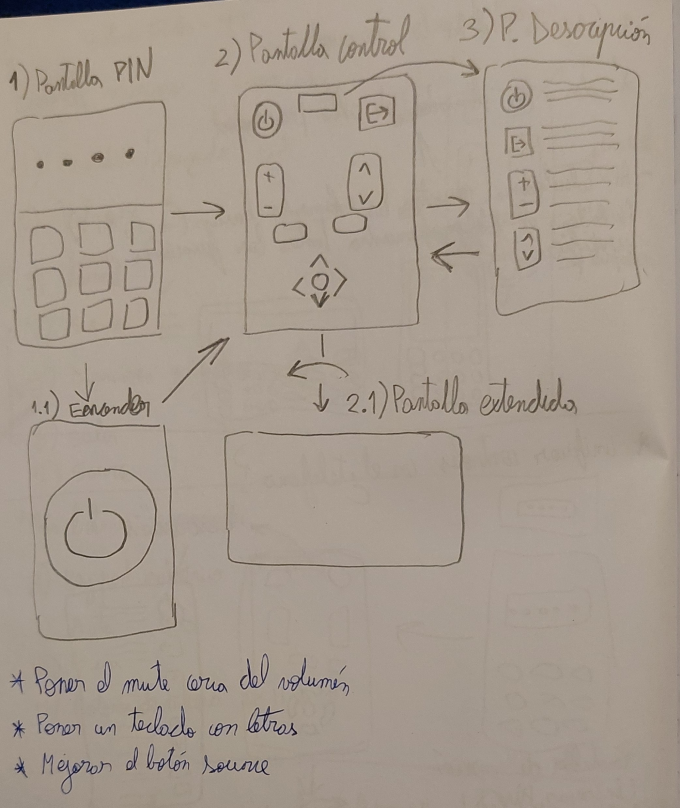 1) Pantalla PIN
2) Pantalla control
3) P. Descripción
+
-
+
-
1.1) Encender
2.1) Pantalla extendida
* Poner el mute cerca del volumén
* Poner un teclado con letras
* Mejorar el botón source